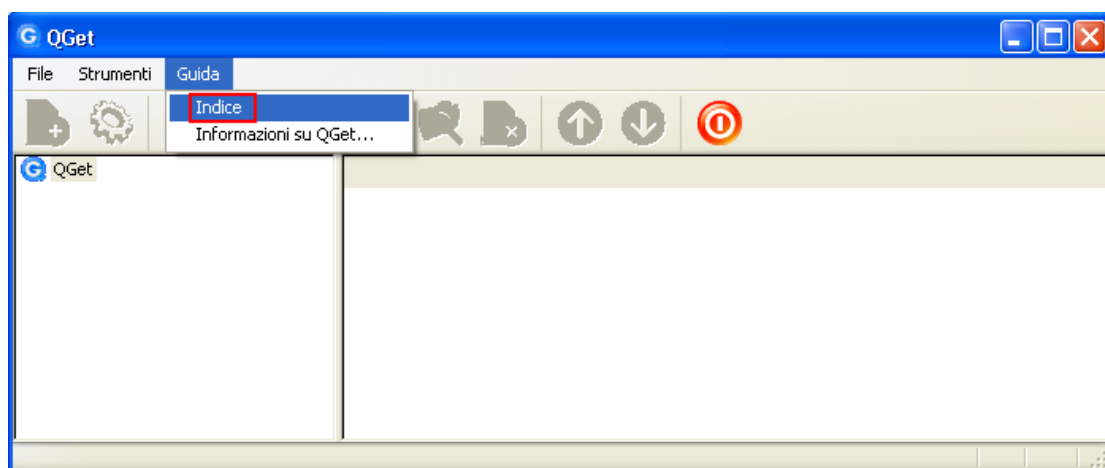 QGet
File Strumenti Guida
Indice
Informazioni su QGet...
QGet